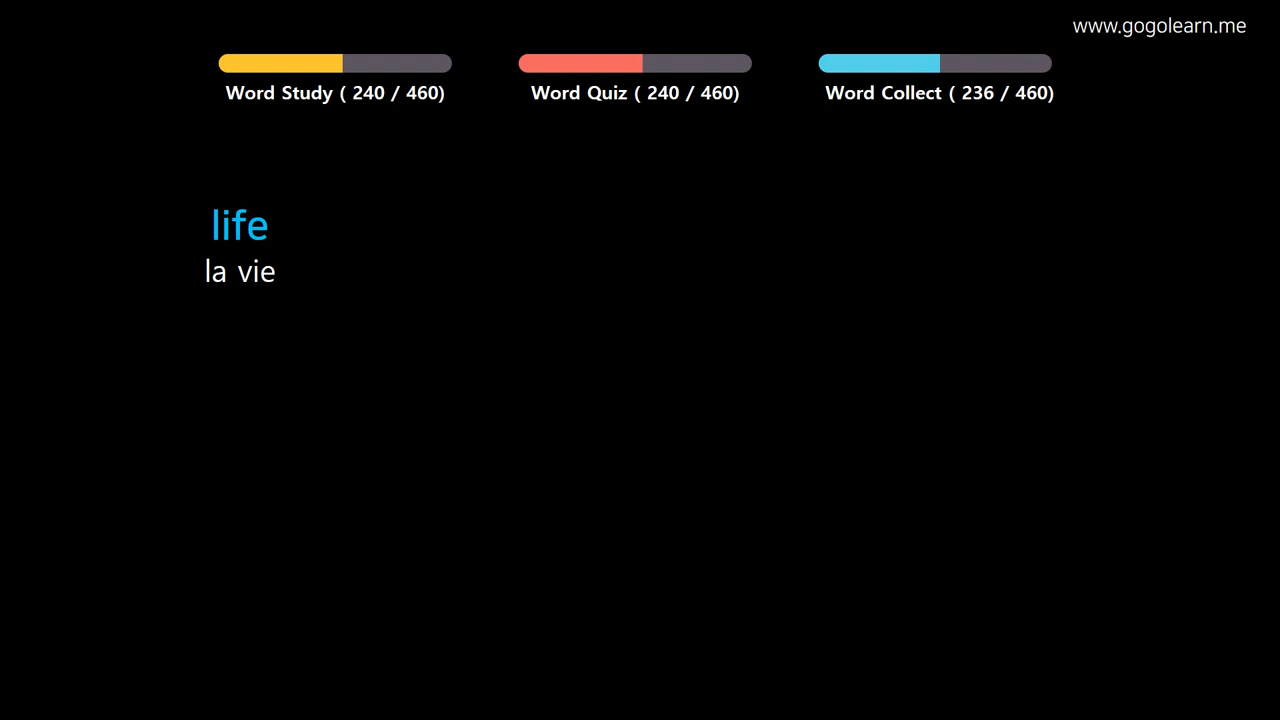 www.gogolearn.me
Word Study ( 240 / 460)
Word Quiz ( 240 / 460)
Word Collect ( 236 / 460)
life
la vie